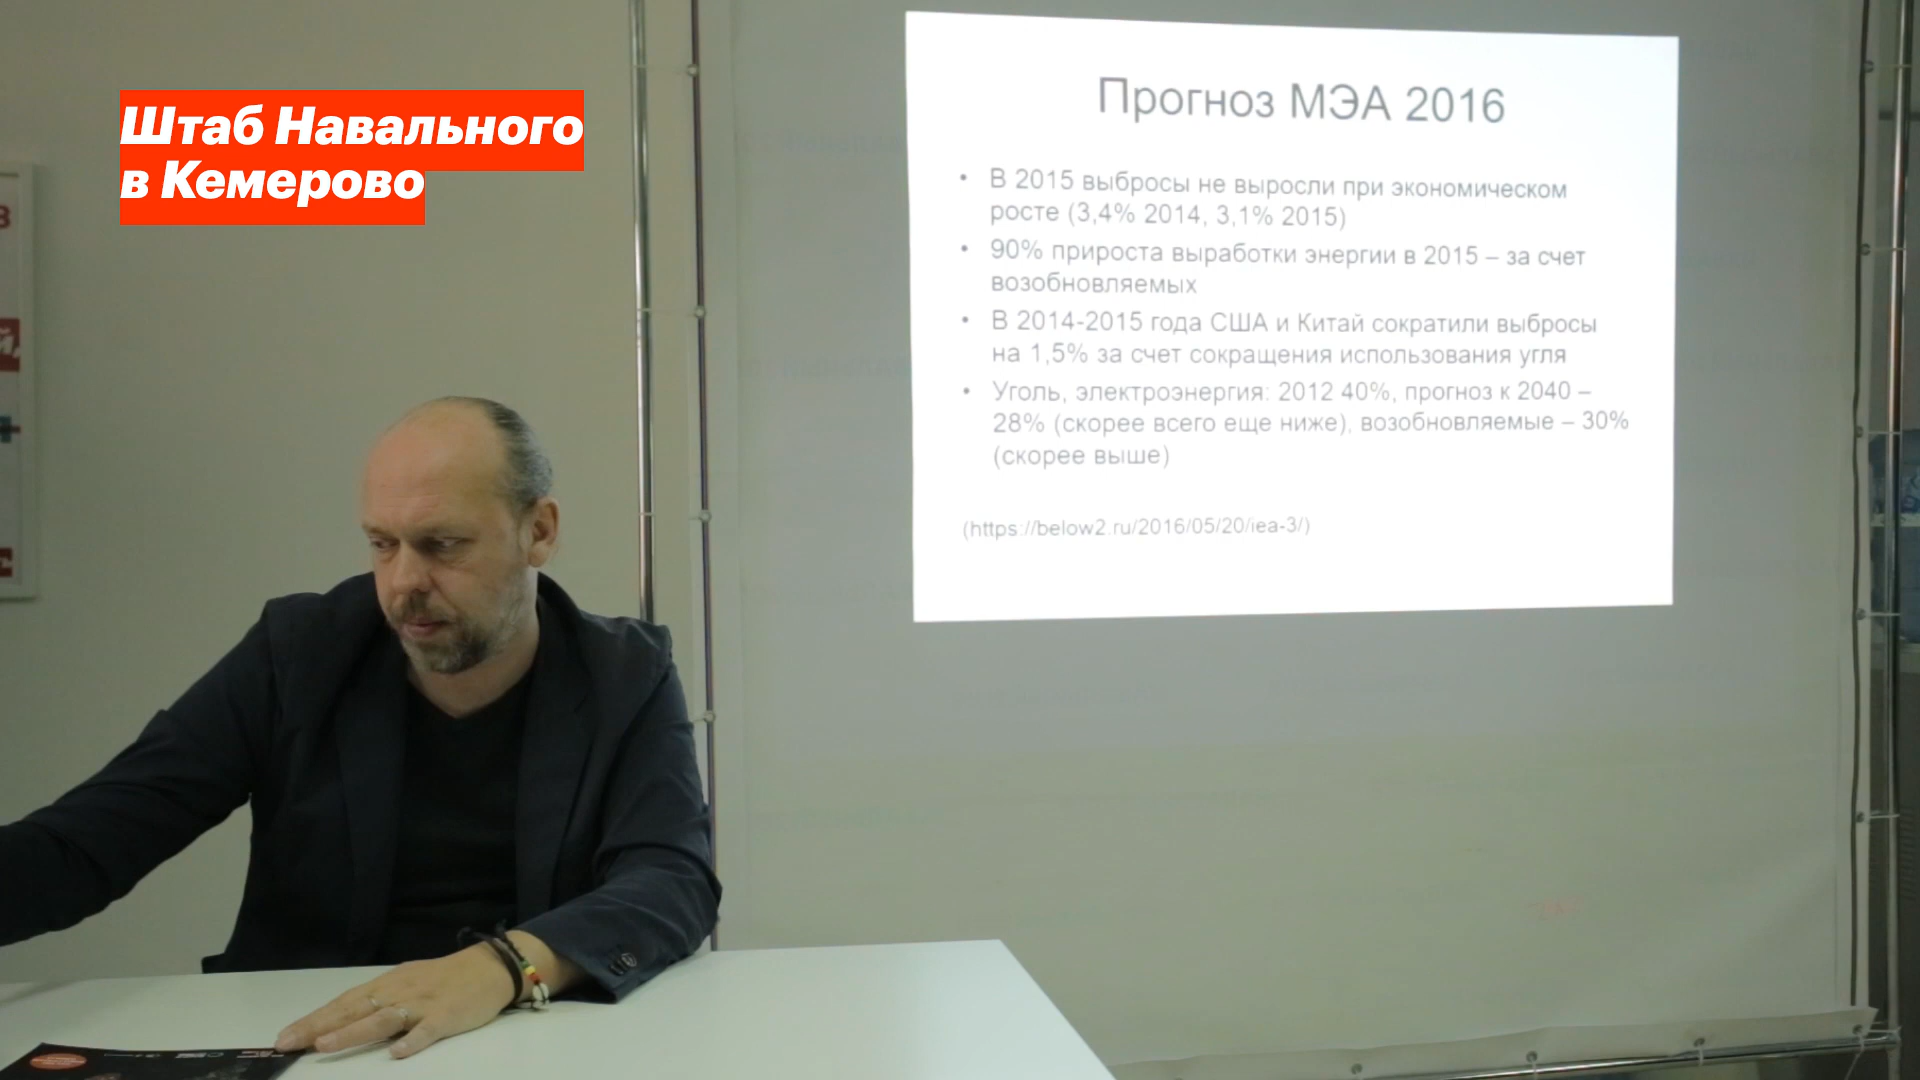 Штаб Навального
в Кемерово
Прогноз МЭА 2016
• В 2015 выбросы не выросли при экономическом
росте (3,4% 2014, 3,1% 2015)
• 90% прироста выработки энергии в 2015 – за счет
возобновляемых
• В 2014-2015 года США и Китай сократили выбросы
на 1,5% за счет сокращения использования угля
• Уголь, электроэнергия: 2012 40%, прогноз к 2040 –
28% (скорее всего еще ниже), возобновляемые – 30%
(скорее выше)
(https://below2.ru/2016/05/20/iea-3/)